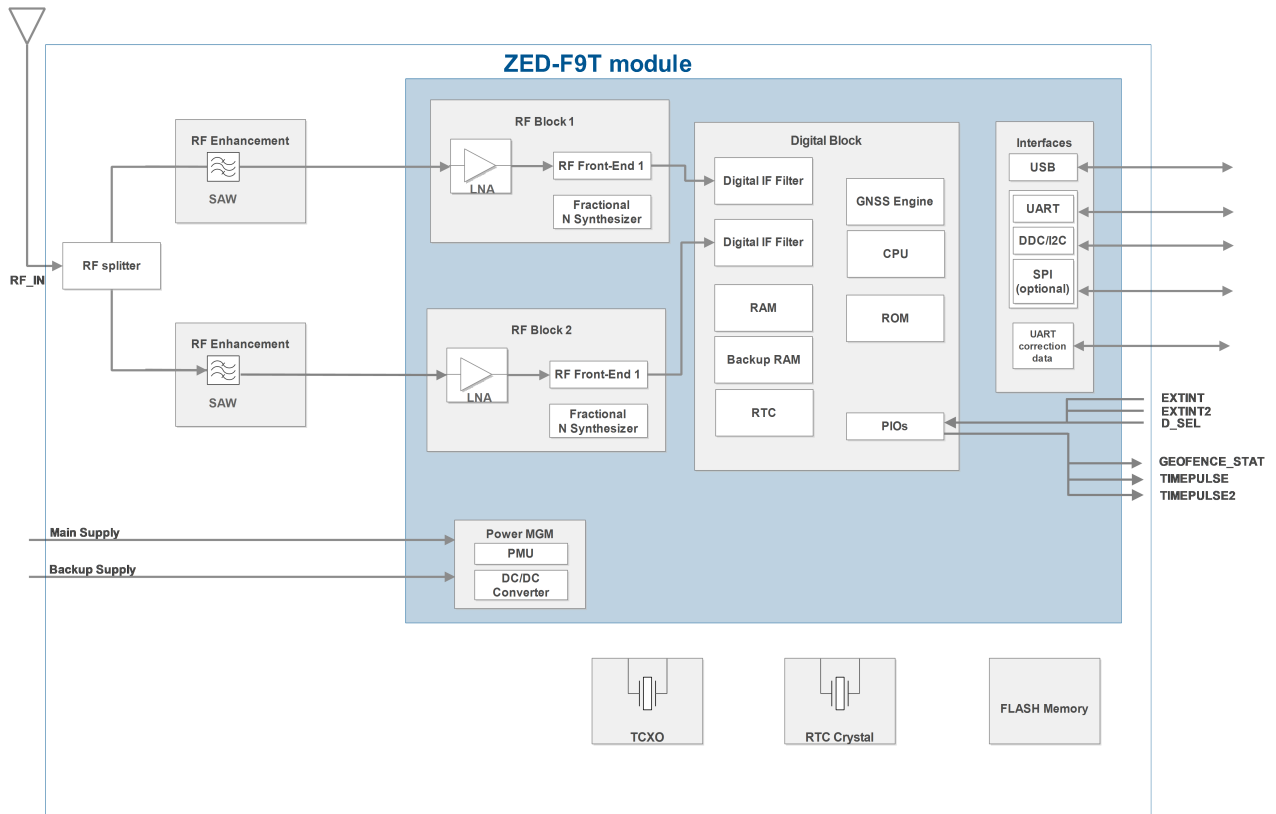 ZED-F9T module
RF_IN
RF splitter
RF Enhancement
SAW
RF Enhancement
SAW
RF Block 1
LNA
RF Front-End 1
Fractional
N Synthesizer
RF Block 2
LNA
RF Front-End 1
Fractional
N Synthesizer
Digital Block
Digital IF Filter
Digital IF Filter
RAM
Backup RAM
RTC
GNSS Engine
CPU
ROM
PIOs
Interfaces
USB
UART
DDC/I2C
SPI
(optional)
UART
correction
data
EXTINT
EXTINT2
D_SEL
GEOFENCE_STAT
TIMEPULSE
TIMEPULSE2
Main Supply
Backup Supply
Power MGM
PMU
DC/DC
Converter
TCXO
RTC Crystal
FLASH Memory